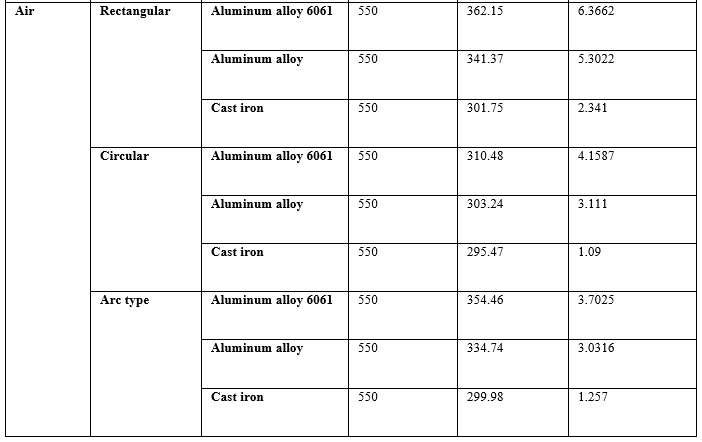 Air Rectangular Aluminum alloy 6061 550 362.15 6.3662
Aluminum alloy 550 341.37 5.3022
Cast iron 550 301.75 2.341
Circular Aluminum alloy 6061 550 310.48 4.1587
Aluminum alloy 550 303.24 3.111
Cast iron 550 295.47 1.09
Arc type Aluminum alloy 6061 550 354.46 3.7025
Aluminum alloy 550 334.74 3.0316
Cast iron 550 299.98 1.257